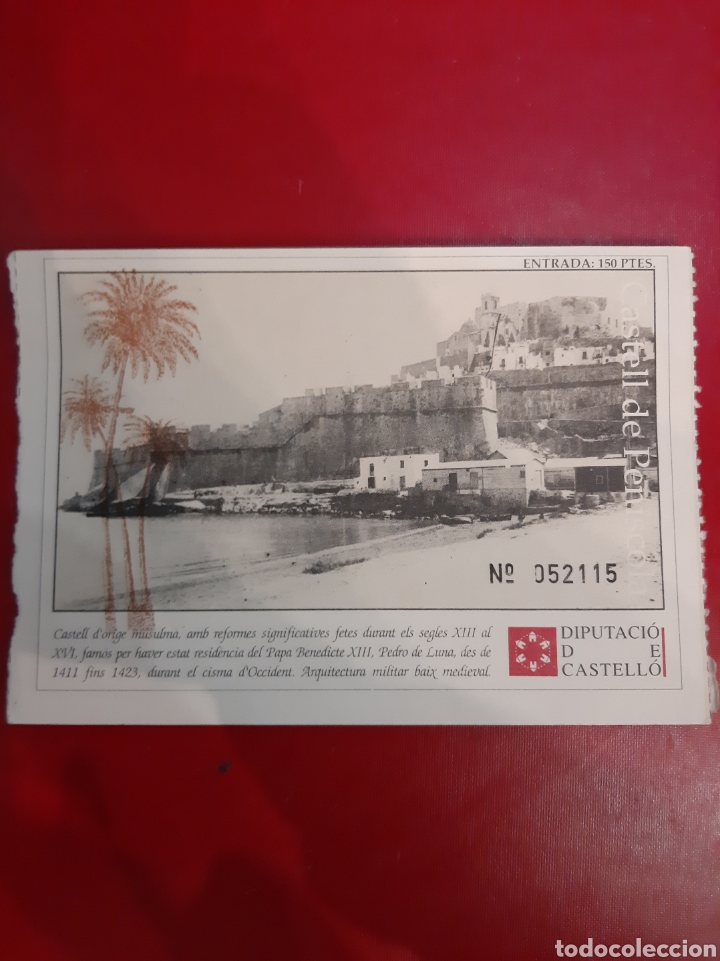 ENTRADA: 150 PTES.
Castell de Peníscola
Nº 052115
Castell d'orige musulmà, amb reformes significatives fetes durant els segles XIII al
XVI, famos per haver estat residència del Papa Benedicte XIII, Pedro de Luna, des de
1411 fins 1423, durant el cisma d'Occident. Arquitectura militar baix medieval.
DIPUTACIÓ
D E
CASTELLÓ
todocoleccion